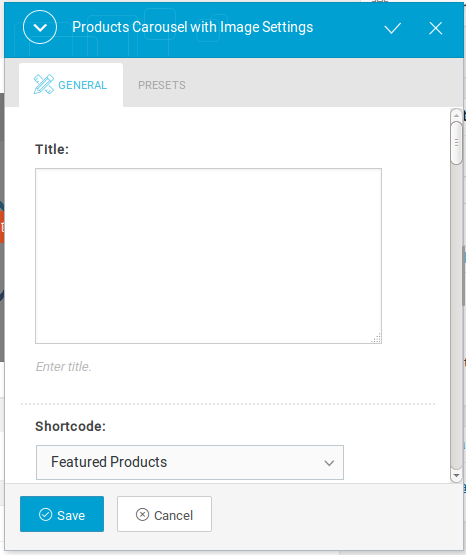 Products Carousel with Image Settings
GENERAL PRESETS
Title:
Enter title.
Shortcode:
Featured Products
Save Cancel